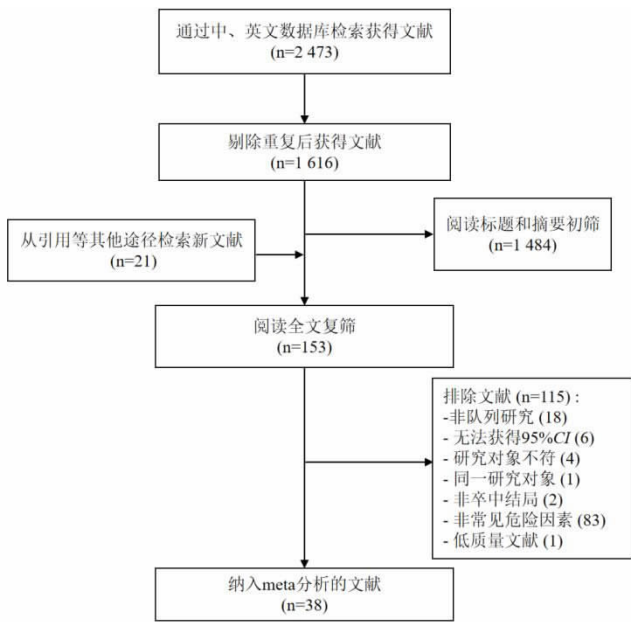 通过中、英文数据库检索获得文献
(n=2 473)
剔除重复后获得文献
(n=1 616)
从引用等其他途径检索新文献
(n=21)
阅读标题和摘要初筛
(n=1 484)
阅读全文复筛
(n=153)
排除文献 (n=115) :
-非队列研究 (18)
- 无法获得95%CI (6)
- 研究对象不符 (4)
- 同一研究对象 (1)
- 非卒中结局 (2)
- 非常见危险因素 (83)
- 低质量文献 (1)
纳入meta分析的文献
(n=38)